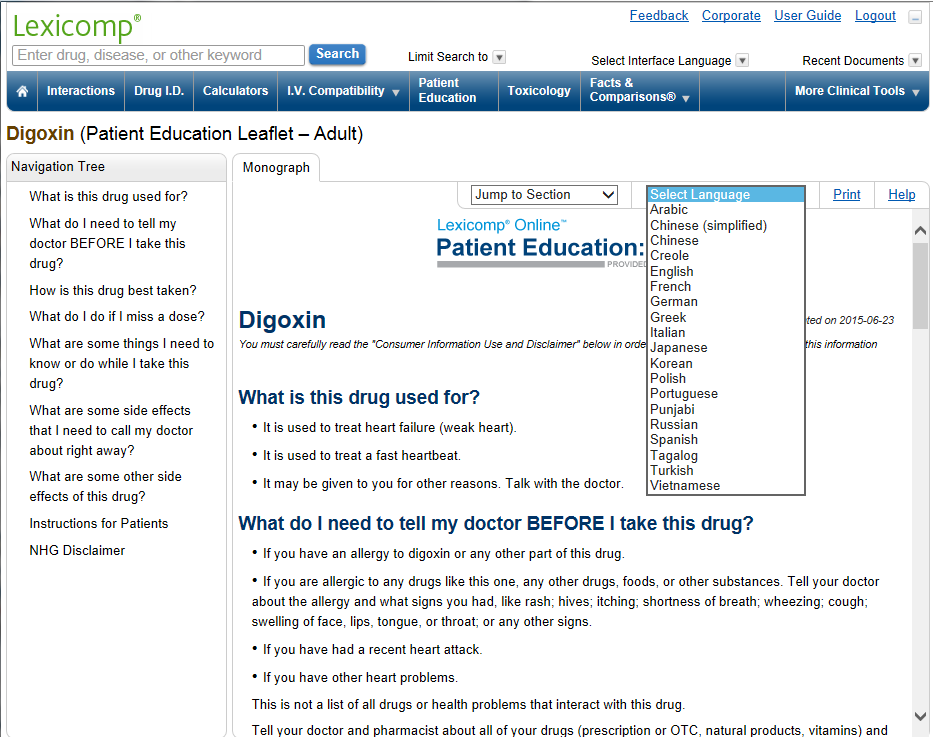 Feedback Corporate User Guide Logout
Lexicomp®
Enter drug, disease, or other keyword Search
Limit Search to
Select Interface Language
Recent Documents
Interactions
Drug I.D.
Calculators
I.V. Compatibility
Patient
Education
Toxicology
Facts &
Comparisons®
More Clinical Tools
Digoxin (Patient Education Leaflet – Adult)
Navigation Tree
What is this drug used for?
What do I need to tell my
doctor BEFORE I take this
drug?
How is this drug best taken?
What do I do if I miss a dose?
What are some things I need to
know or do while I take this
drug?
What are some side effects
that I need to call my doctor
about right away?
What are some other side
effects of this drug?
Instructions for Patients
NHG Disclaimer
Monograph
Jump to Section
Select Language
Arabic
Chinese (simplified)
Chinese
Creole
English
French
German
Greek
Italian
Japanese
Korean
Polish
Portuguese
Punjabi
Russian
Spanish
Tagalog
Turkish
Vietnamese
Print
Help
Lexicomp® Online™
Patient Education:
PROVIDED
Digoxin
on 2015-06-23
You must carefully read the "Consumer Information Use and Disclaimer" below in this information
What is this drug used for?
• It is used to treat heart failure (weak heart).
• It is used to treat a fast heartbeat.
• It may be given to you for other reasons. Talk with the doctor.
What do I need to tell my doctor BEFORE I take this drug?
• If you have an allergy to digoxin or any other part of this drug.
• If you are allergic to any drugs like this one, any other drugs, foods, or other substances. Tell your doctor
about the allergy and what signs you had, like rash; hives; itching; shortness of breath; wheezing; cough;
swelling of face, lips, tongue, or throat; or any other signs.
• If you have had a recent heart attack.
• If you have other heart problems.
This is not a list of all drugs or health problems that interact with this drug.
Tell your doctor and pharmacist about all of your drugs (prescription or OTC, natural products, vitamins) and